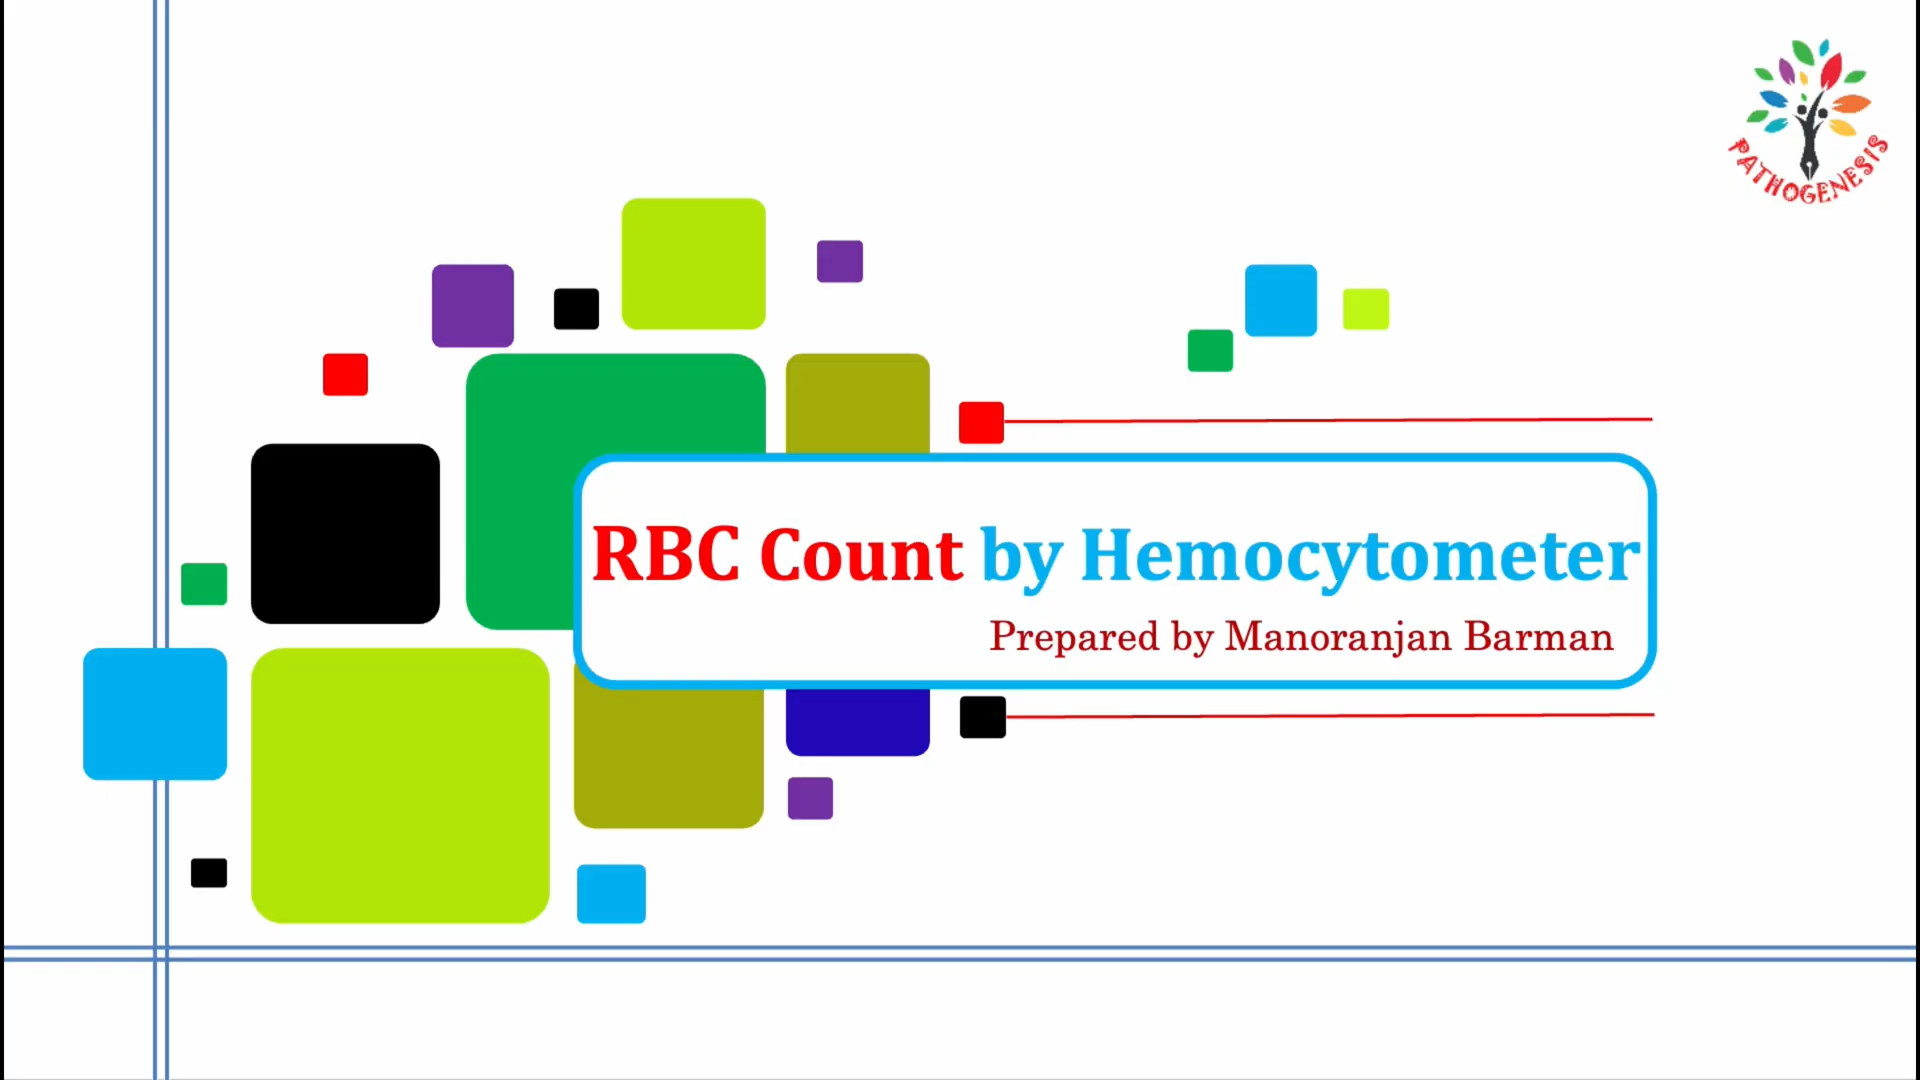 PATHOGENESIS
RBC Count by Hemocytometer
Prepared by Manoranjan Barman